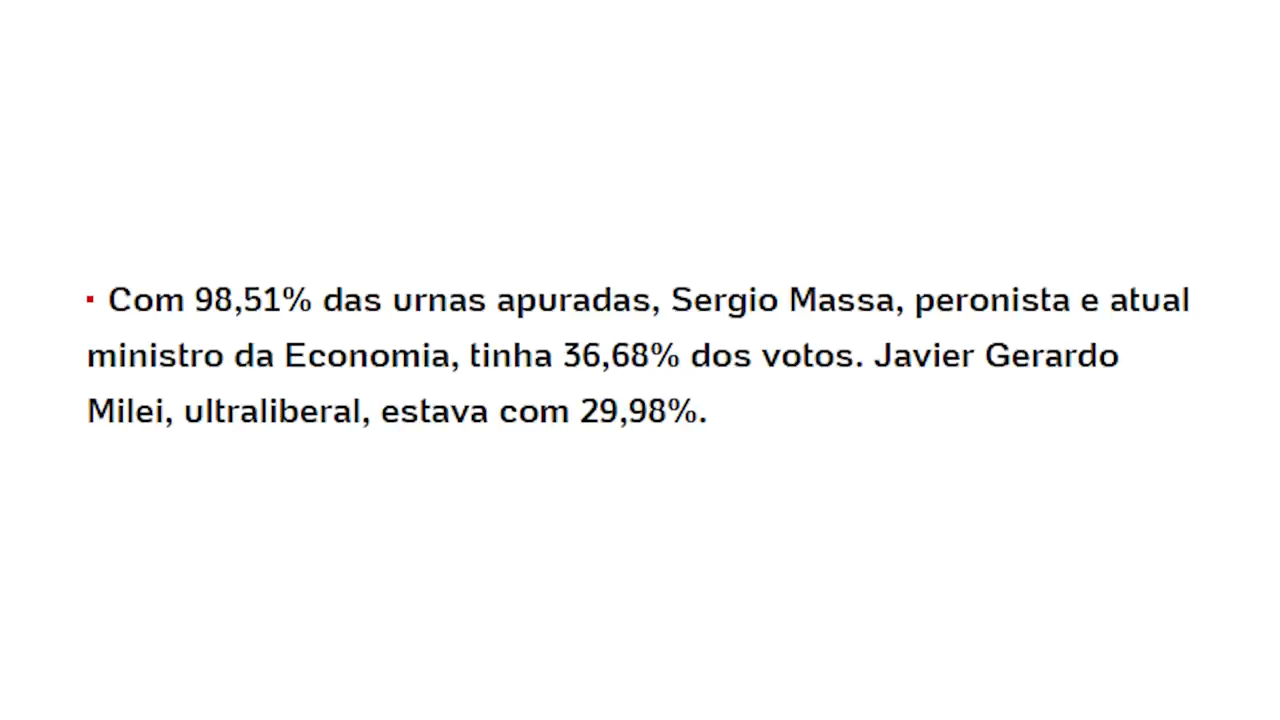 · Com 98,51% das urnas apuradas, Sergio Massa, peronista e atual
ministro da Economia, tinha 36,68% dos votos. Javier Gerardo
Milei, ultraliberal, estava com 29,98%.